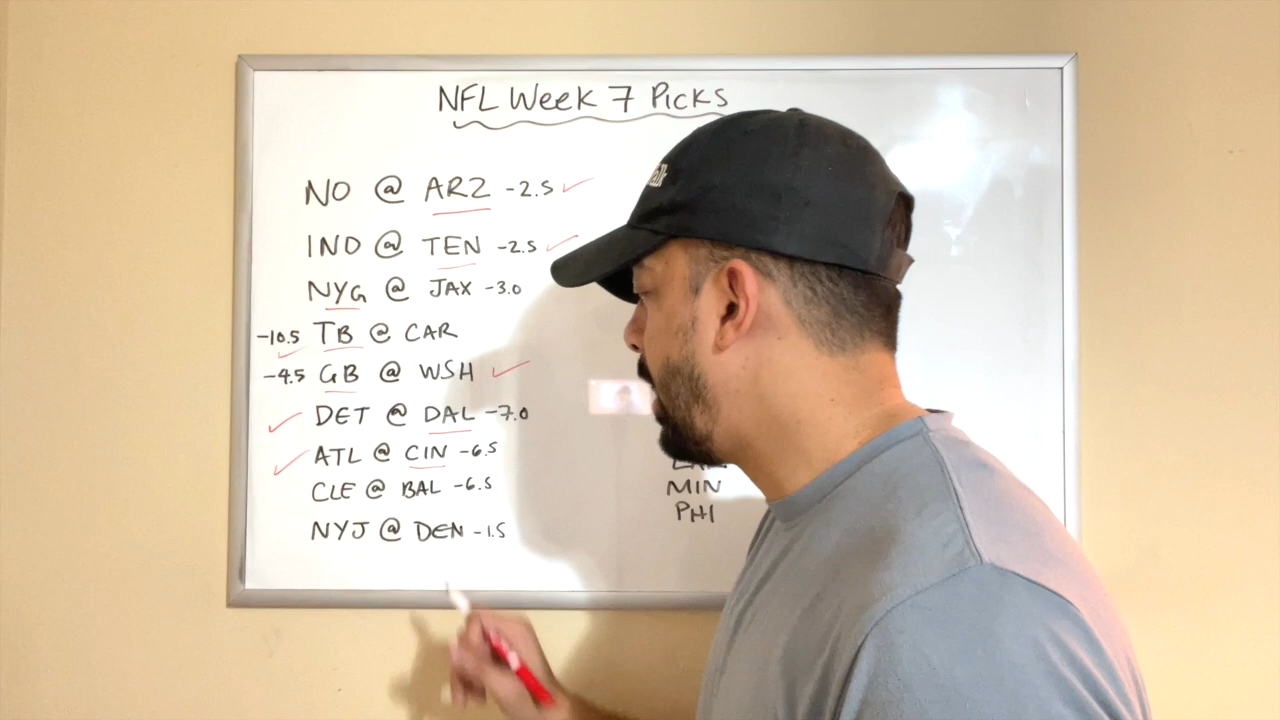 NFL Week 7 Picks
NO @ ARZ -2.5 ✓
IND @ TEN -2.5 ✓
NYG @ JAX -3.0
-10.5 TB @ CAR
-4.5 GB @ WSH ✓
✓ DET @ DAL -7.0
✓ ATL @ CIN -6.5
CLE @ BAL -6.5
NYJ @ DEN -1.5
MIN
PHI